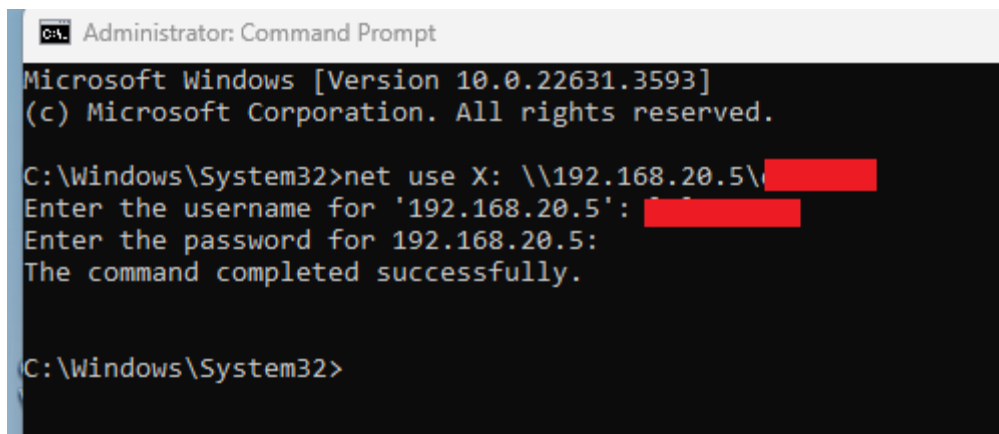 Administrator: Command Prompt
Microsoft Windows [Version 10.0.22631.3593]
(c) Microsoft Corporation. All rights reserved.
C:\Windows\System32>net use X: \\192.168.20.5\
Enter the username for '192.168.20.5':
Enter the password for 192.168.20.5:
The command completed successfully.
C:\Windows\System32>